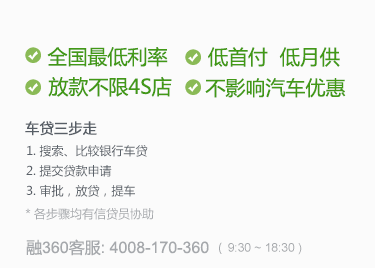 全国最低利率 低首付 低月供
放款不限4S店 不影响汽车优惠
车贷三步走
1. 搜索、比较银行车贷
2. 提交贷款申请
3. 审批，放贷，提车
* 各步骤均有信贷员协助
融360客服: 4008-170-360 ( 9:30 ~ 18:30 )